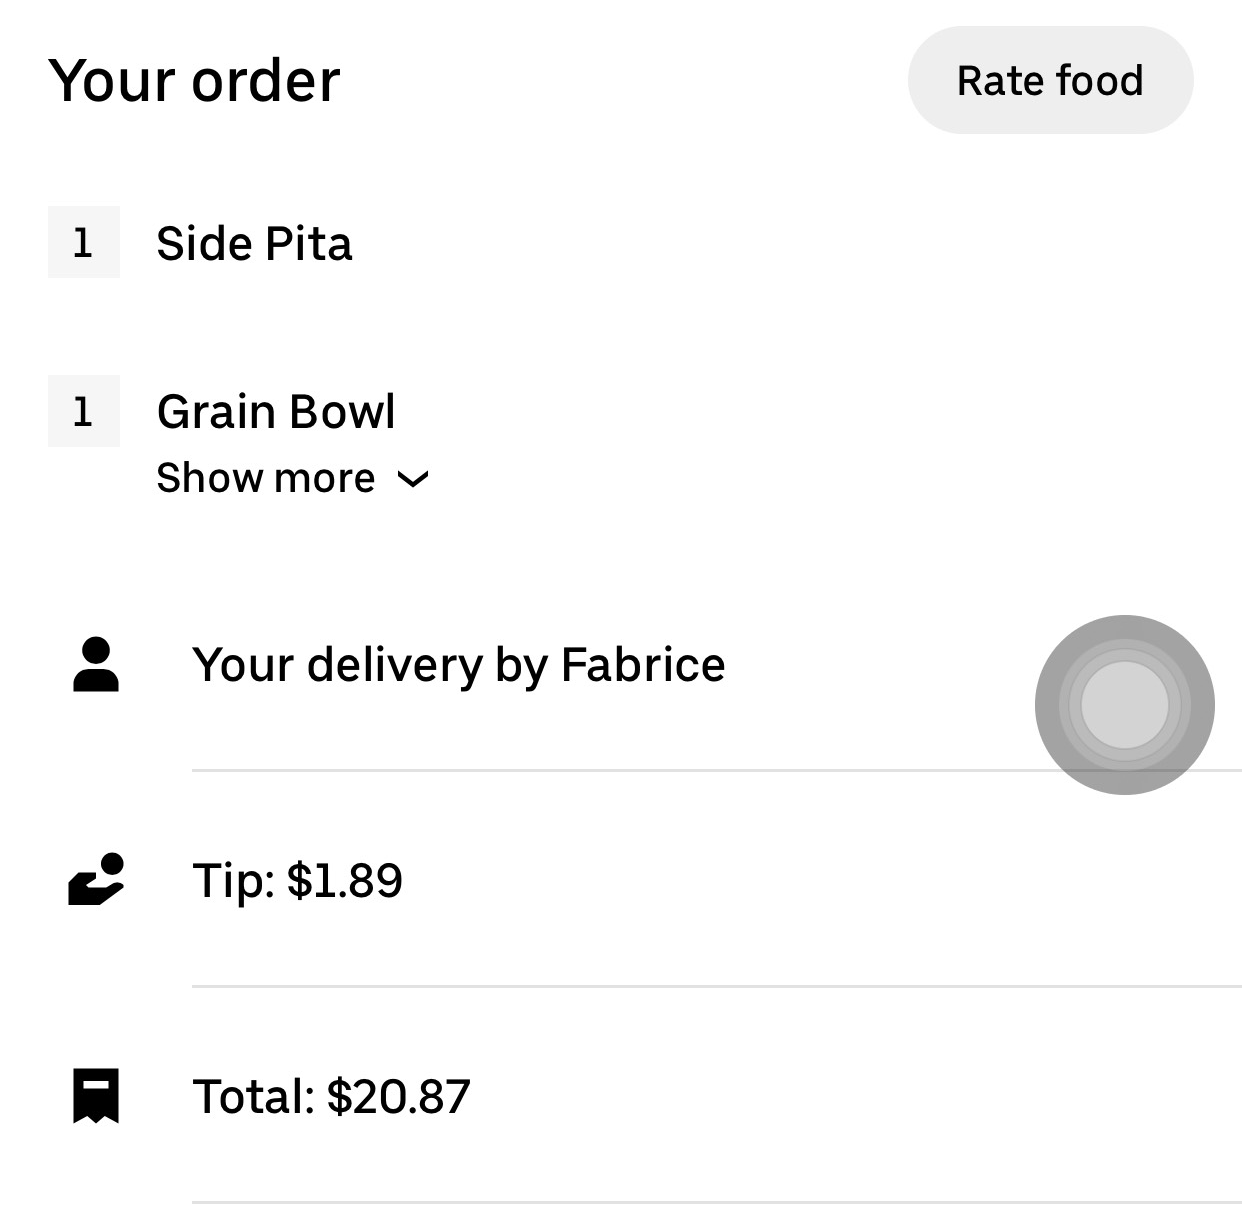 Your order
Rate food
1 Side Pita
1 Grain Bowl
Show more
Your delivery by Fabrice
Tip: $1.89
Total: $20.87